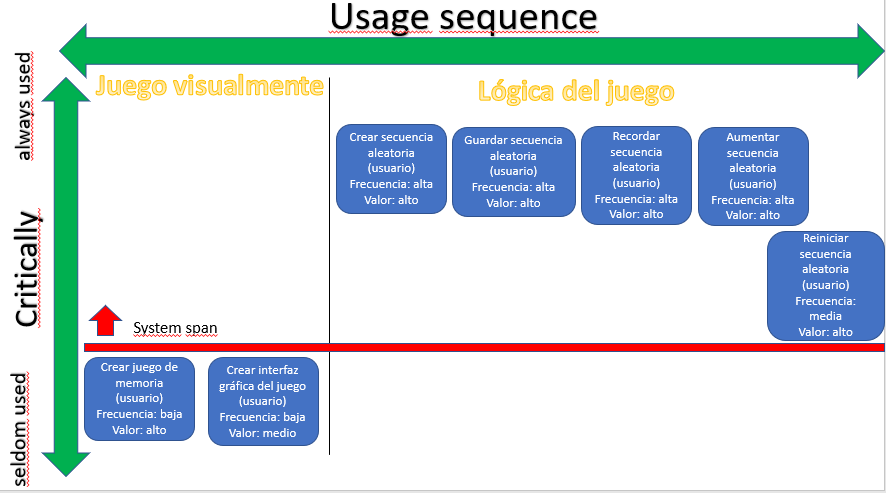 Usage sequence
always used
Critically
seldom used
Juego visualmente
Lógica del juego
Crear secuencia
aleatoria
(usuario)
Frecuencia: alta
Valor: alto
Guardar secuencia
aleatoria
(usuario)
Frecuencia: alta
Valor: alto
Recordar
secuencia
aleatoria
(usuario)
Frecuencia: alta
Valor: alto
Aumentar
secuencia
aleatoria
(usuario)
Frecuencia: alta
Valor: alto
Reiniciar
secuencia
aleatoria
(usuario)
Frecuencia:
media
Valor: alto
System span
Crear juego de
memoria
(usuario)
Frecuencia: baja
Valor: alto
Crear interfaz
gráfica del juego
(usuario)
Frecuencia: baja
Valor: medio